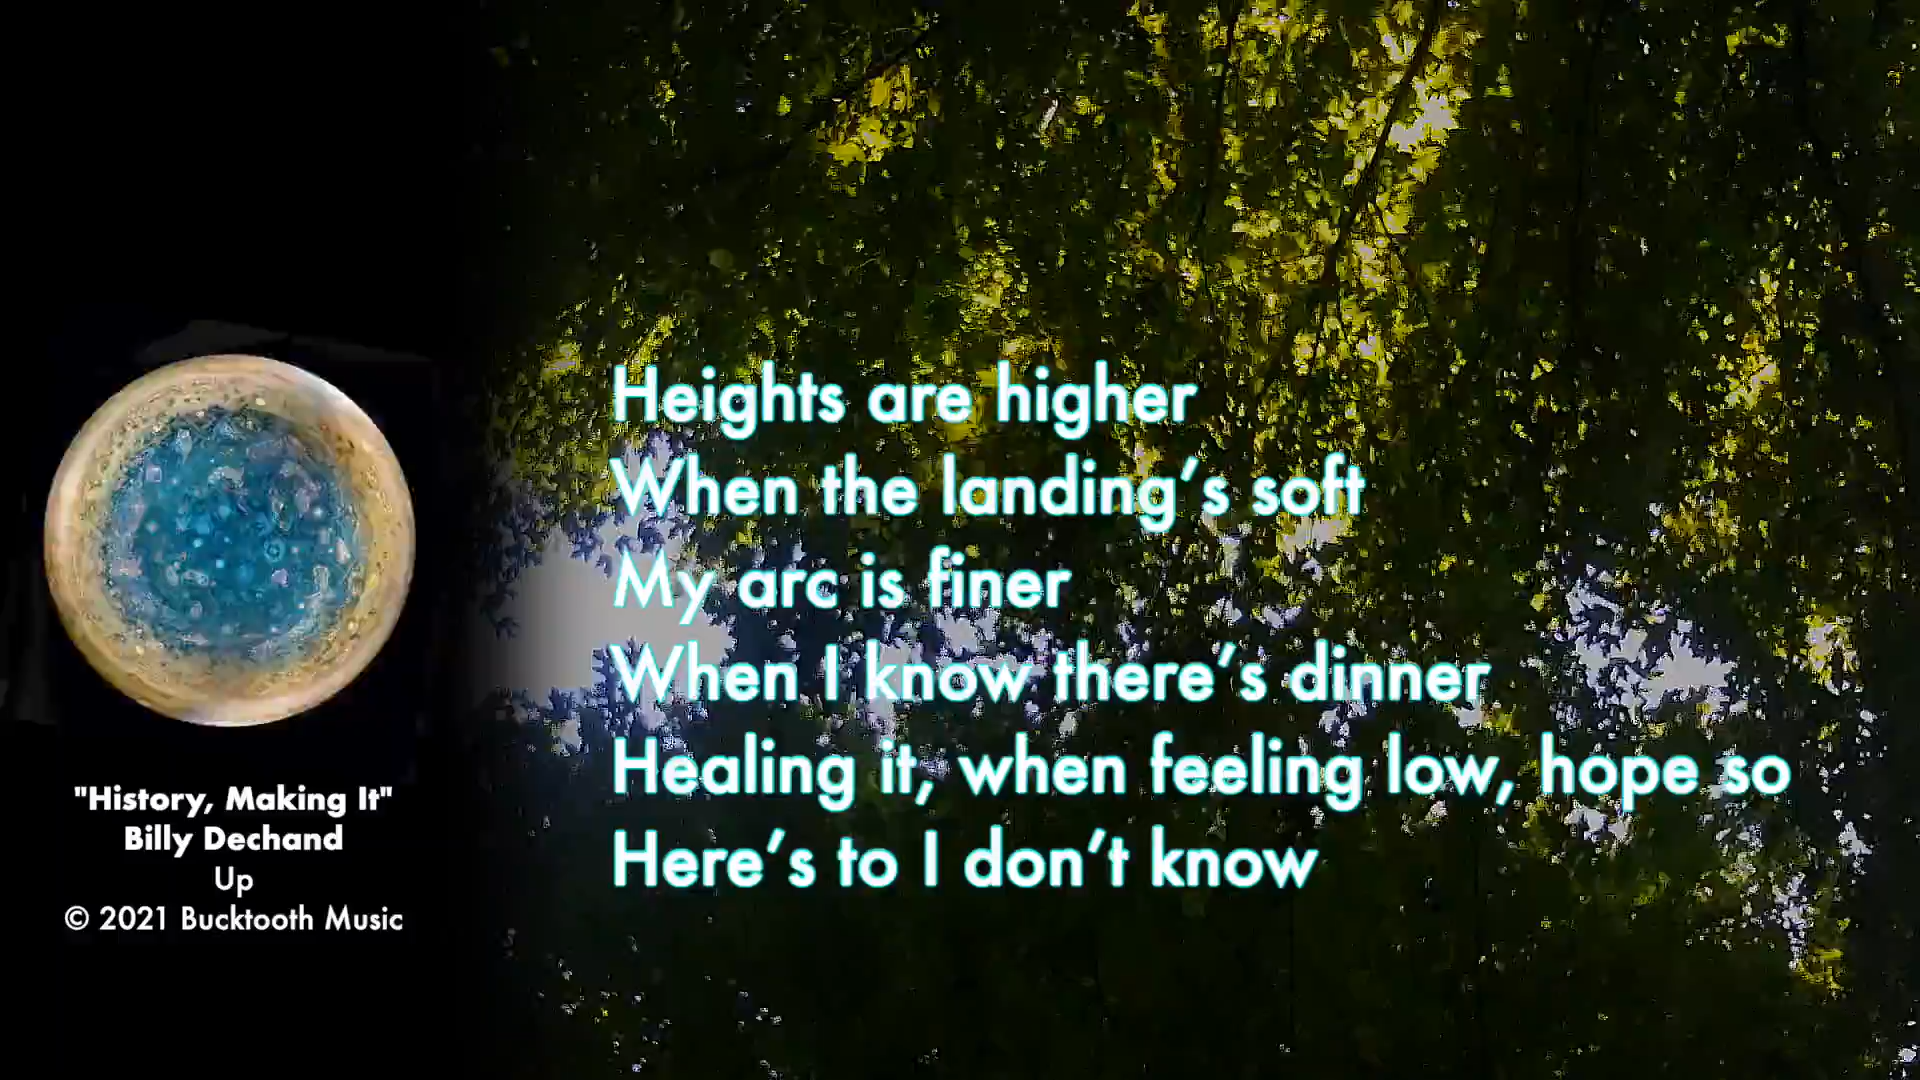 Heights are higher
When the landing’s soft
My arc is finer
When I know there’s dinner
Healing it, when feeling low, hope so
Here’s to I don’t know
"History, Making It"
Billy Dechand
Up
© 2021 Bucktooth Music